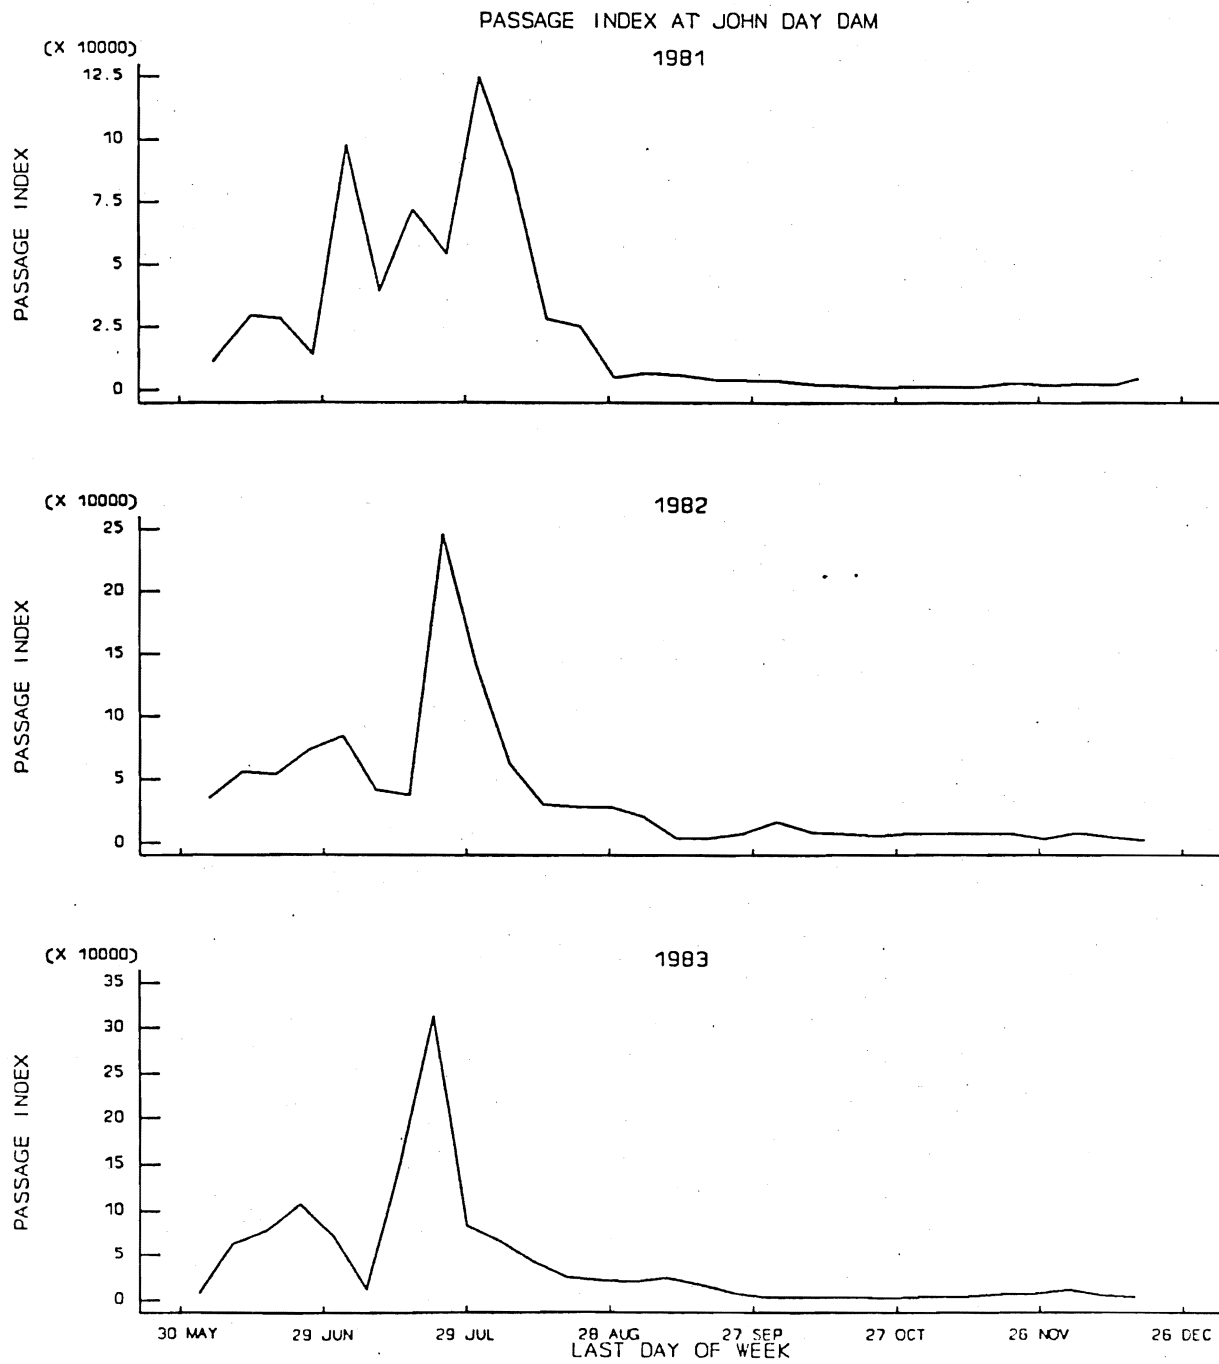 PASSAGE INDEX AT JOHN DAY DAM
(X 10000)
1981
12.5
10
7.5
5
2.5
0
PASSAGE INDEX
(X 10000)
1982
25
20
15
10
5
0
PASSAGE INDEX
(X 10000)
1983
35
30
25
20
15
10
5
0
PASSAGE INDEX
30 MAY 29 JUN 29 JUL 28 AUG 27 SEP 27 OCT 26 NOV 26 DEC
LAST DAY OF WEEK